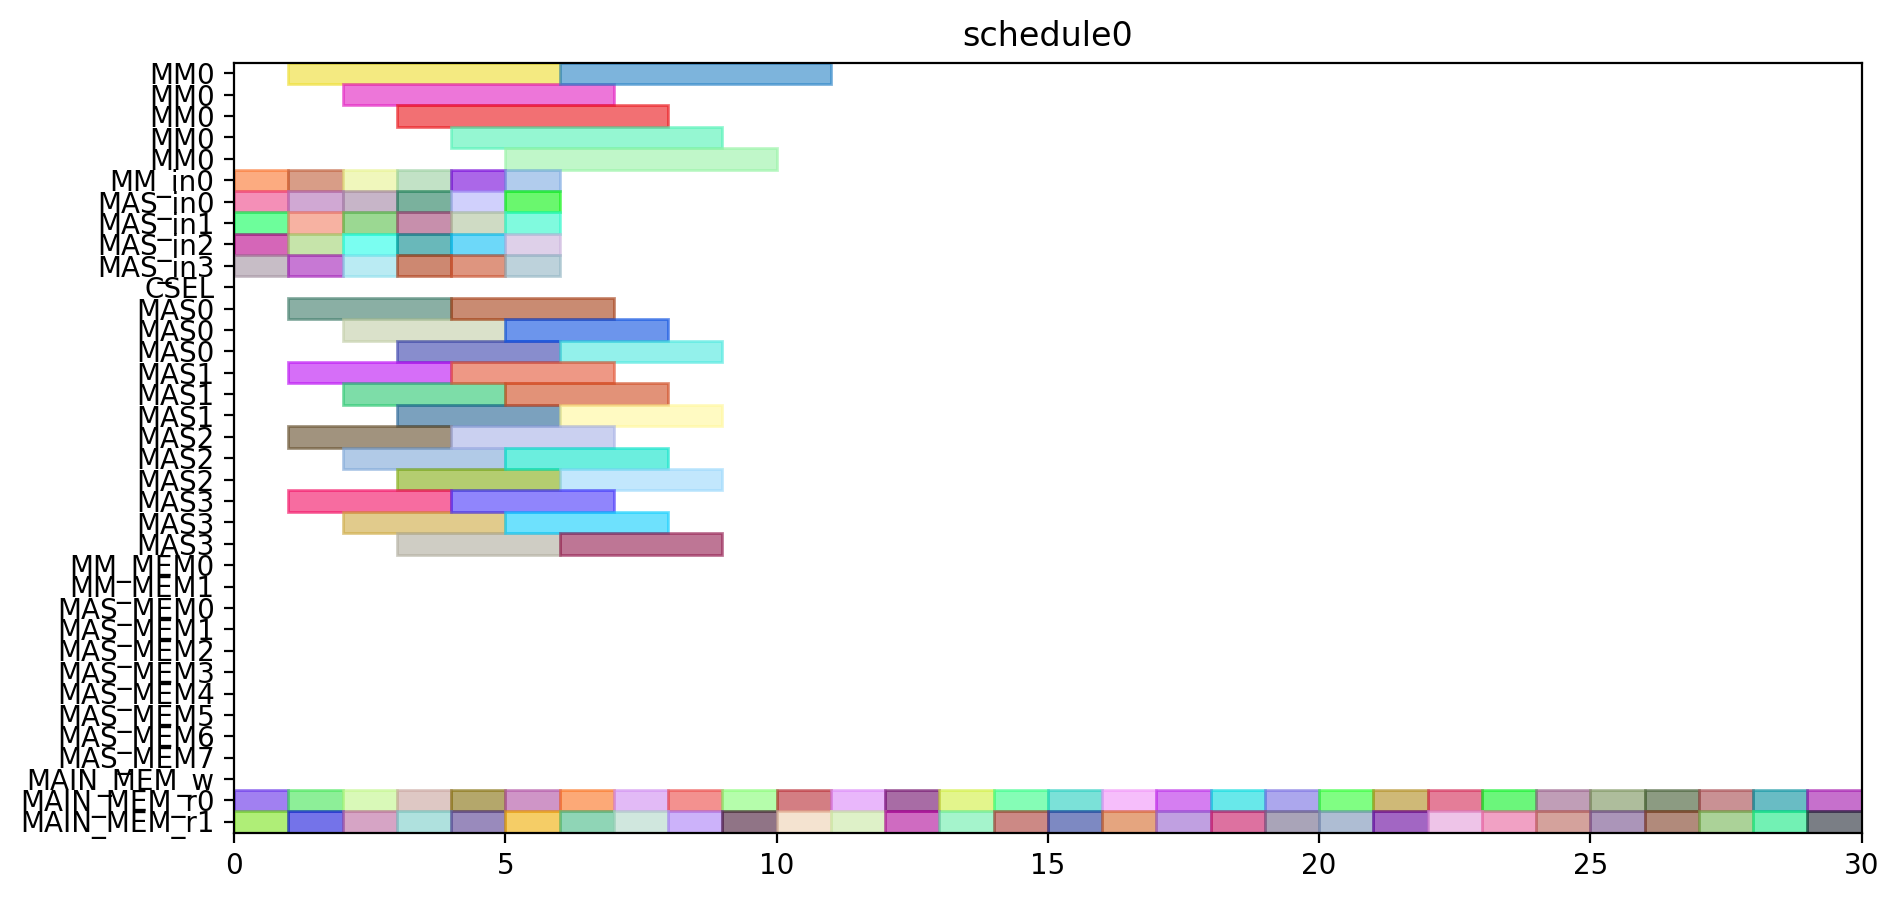 schedule0
MM0
MM0
MM0
MM0
MM0
MM_in0
MAS_in0
MAS_in1
MAS_in2
MAS_in3
CSEL
MAS0
MAS0
MAS0
MAS1
MAS1
MAS1
MAS2
MAS2
MAS2
MAS3
MAS3
MAS3
MM_MEM0
MM_MEM1
MAS_MEM0
MAS_MEM1
MAS_MEM2
MAS_MEM3
MAS_MEM4
MAS_MEM5
MAS_MEM6
MAS_MEM7
MAIN_MEM_w
MAIN_MEM_r0
MAIN_MEM_r1
0 5 10 15 20 25 30